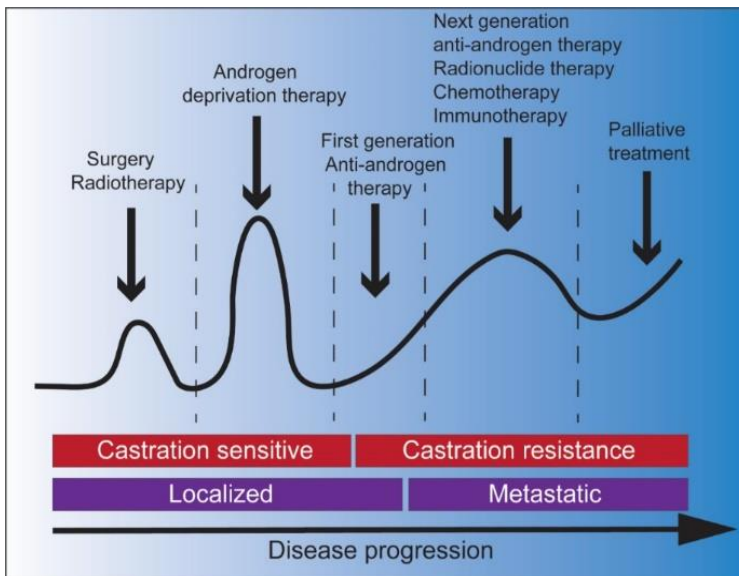 Surgery
Radiotherapy
Androgen
deprivation therapy
First generation
Anti-androgen
therapy
Next generation
anti-androgen therapy
Radionuclide therapy
Chemotherapy
Immunotherapy
Palliative
treatment
Castration sensitive
Castration resistance
Localized
Metastatic
Disease progression